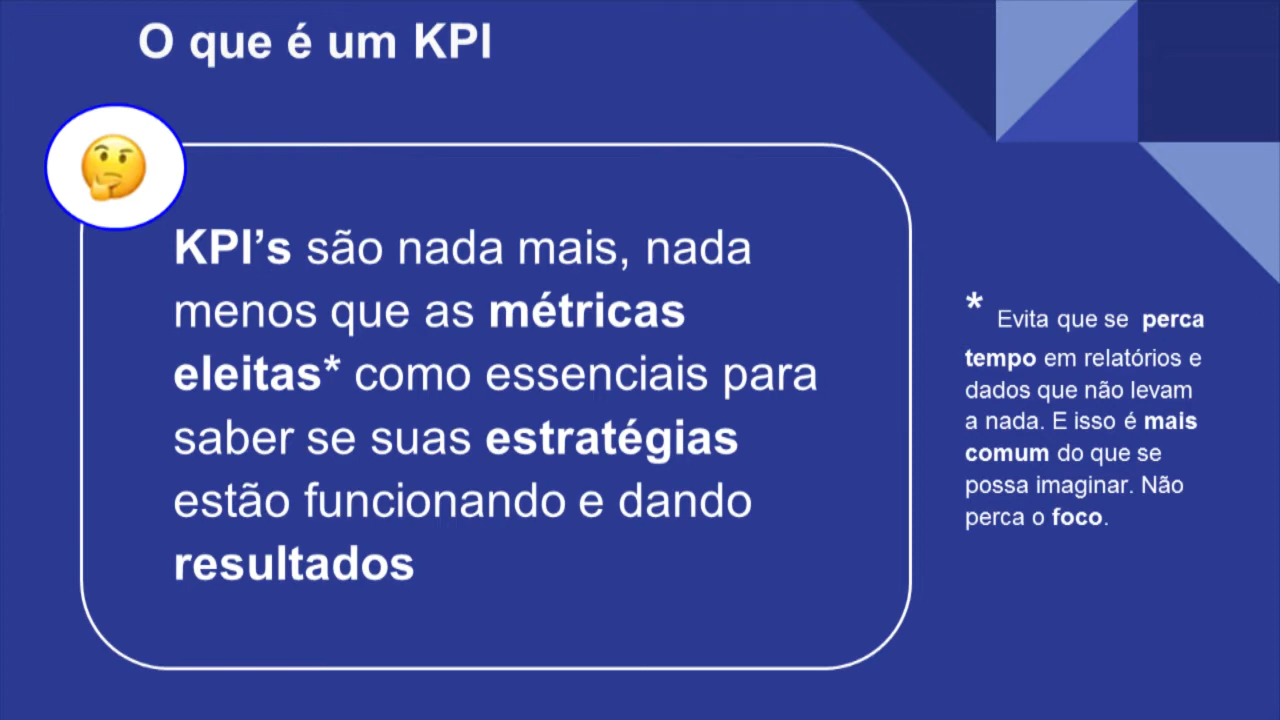 O que é um KPI
KPI’s são nada mais, nada
menos que as métricas
eleitas* como essenciais para
saber se suas estratégias
estão funcionando e dando
resultados
* Evita que se perca
tempo em relatórios e
dados que não levam
a nada. E isso é mais
comum do que se
possa imaginar. Não
perca o foco.